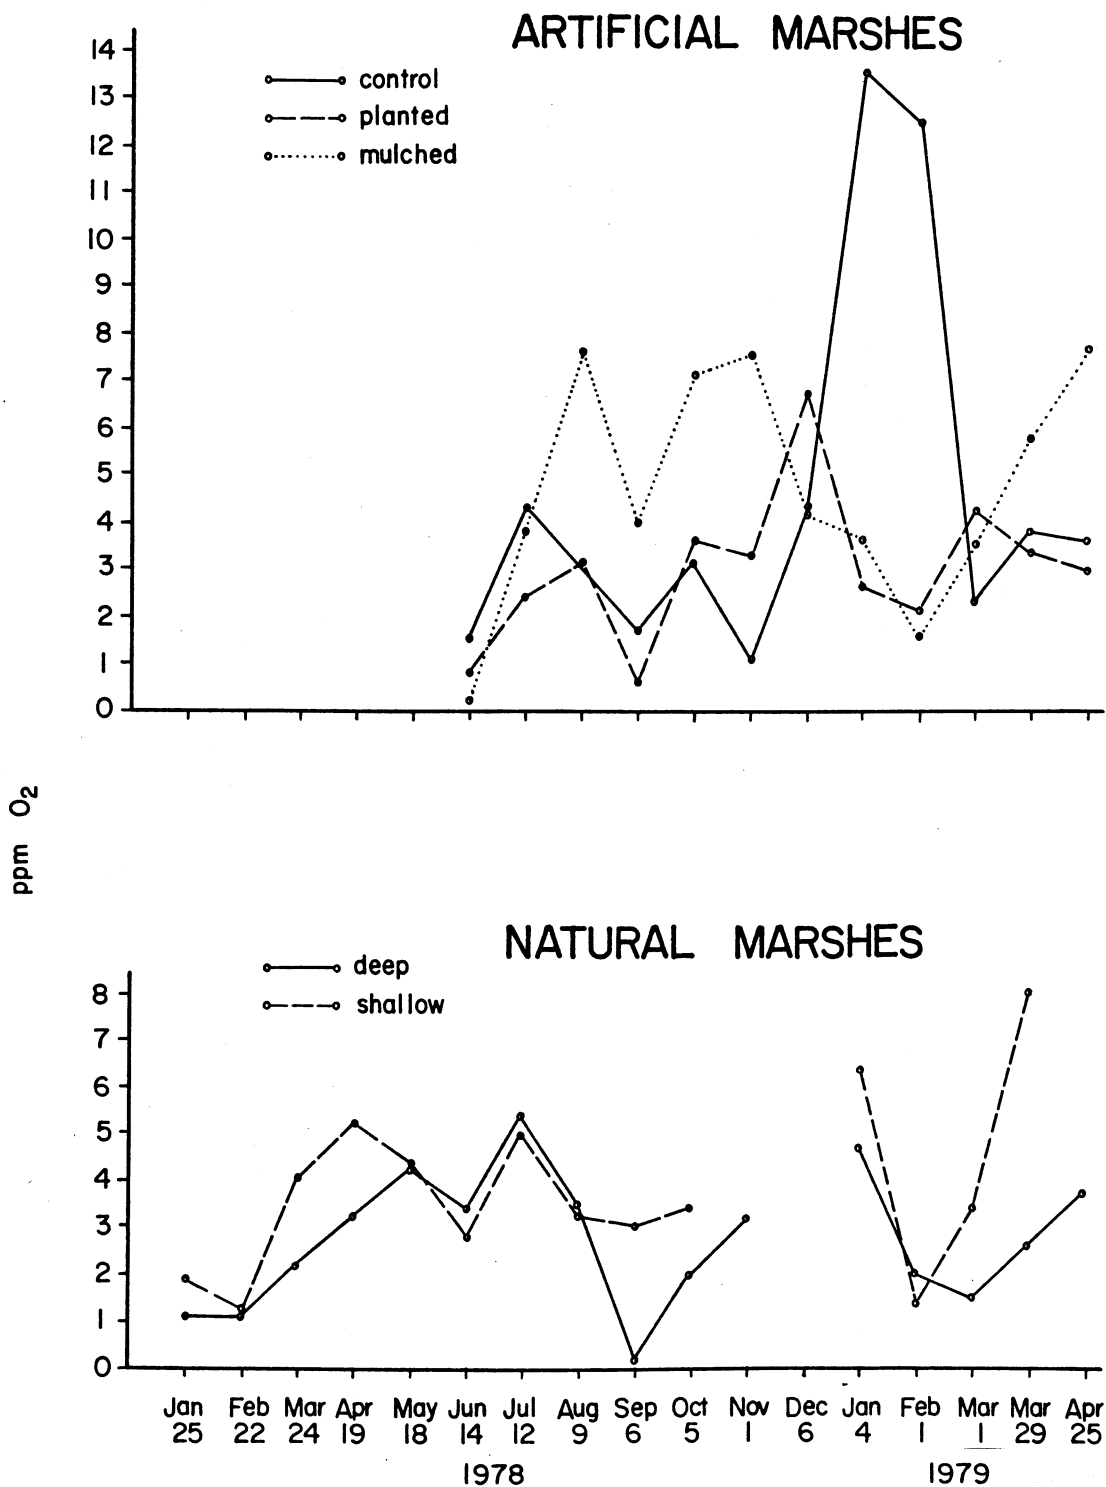 ARTIFICIAL MARSHES
14
13
12
11
10
9
8
7
6
5
4
3
2
1
0
control
planted
mulched
ppm O2
NATURAL MARSHES
deep
shallow
8
7
6
5
4
3
2
1
0
Jan Feb Mar Apr May Jun Jul Aug Sep Oct Nov Dec Jan Feb Mar Mar Apr
25 22 24 19 18 14 12 9 6 5 1 6 4 1 1 29 25
1978 1979